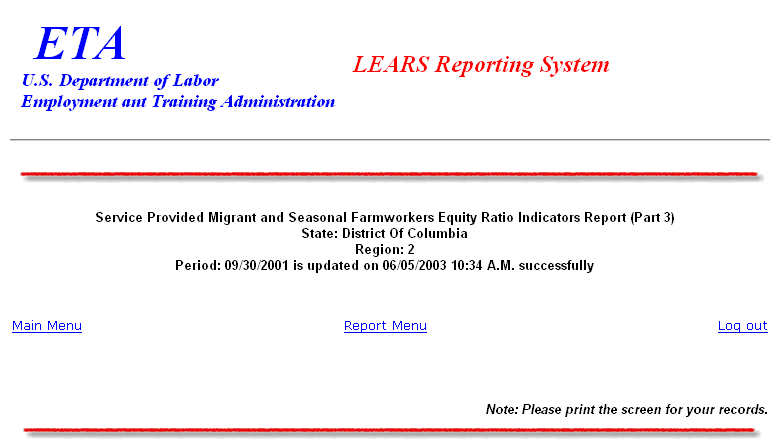 ETA
U.S. Department of Labor
Employment ant Training Administration
LEARS Reporting System
Service Provided Migrant and Seasonal Farmworkers Equity Ratio Indicators Report (Part 3)
State: District Of Columbia
Region: 2
Period: 09/30/2001 is updated on 06/05/2003 10:34 A.M. successfully
Main Menu
Report Menu
Log out
Note: Please print the screen for your records.